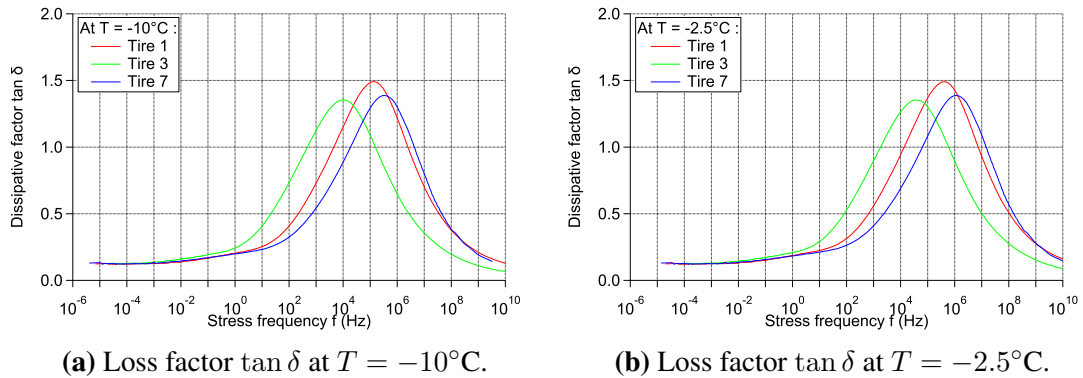 At T = -10°C :
Tire 1
Tire 3
Tire 7
Dissipative factor tan δ
2.0
1.5
1.0
0.5
0.0
10^-6 10^-4 10^-2 10^0 10^2 10^4 10^6 10^8 10^10
Stress frequency f (Hz)
(a) Loss factor tan δ at T = −10°C.
At T = -2.5°C :
Tire 1
Tire 3
Tire 7
Dissipative factor tan δ
2.0
1.5
1.0
0.5
0.0
10^-6 10^-4 10^-2 10^0 10^2 10^4 10^6 10^8 10^10
Stress frequency f (Hz)
(b) Loss factor tan δ at T = −2.5°C.